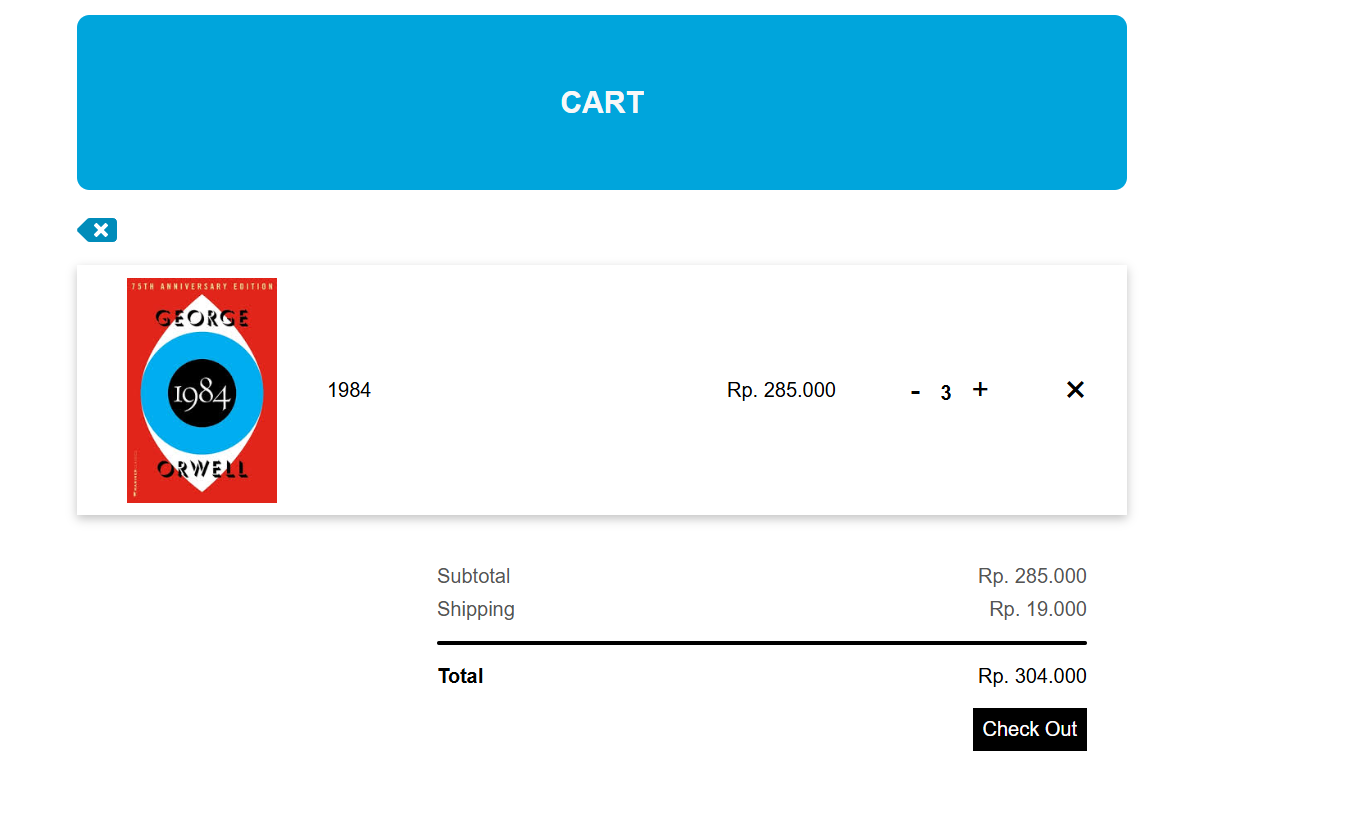 CART
75TH ANNIVERSARY EDITION
GEORGE
1984
ORWELL
1984
Rp. 285.000
- 3 +
×
Subtotal Rp. 285.000
Shipping Rp. 19.000
Total Rp. 304.000
Check Out